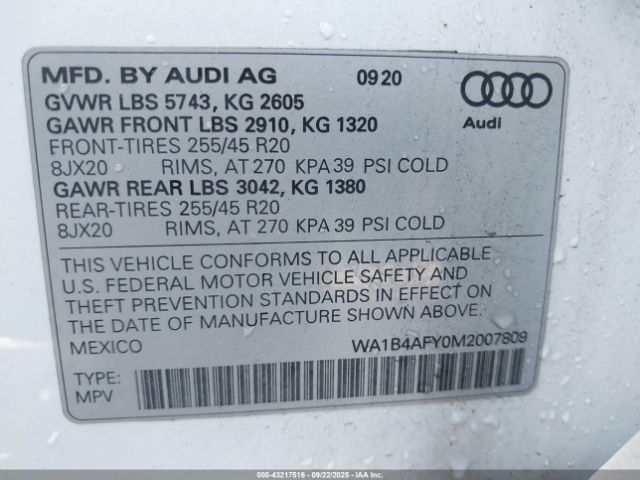 MFD. BY AUDI AG 0920
GVWR LBS 5743, KG 2605
GAWR FRONT LBS 2910, KG 1320
Audi
FRONT-TIRES 255/45 R20
8JX20 RIMS, AT 270 KPA 39 PSI COLD
GAWR REAR LBS 3042, KG 1380
REAR-TIRES 255/45 R20
8JX20 RIMS, AT 270 KPA 39 PSI COLD
THIS VEHICLE CONFORMS TO ALL APPLICABLE
U.S. FEDERAL MOTOR VEHICLE SAFETY AND
THEFT PREVENTION STANDARDS IN EFFECT ON
THE DATE OF MANUFACTURE SHOWN ABOVE.
MEXICO WA1B4AFY0M2007809
TYPE:
MPV
000-43217516 - 09/22/2025 - IAA Inc.